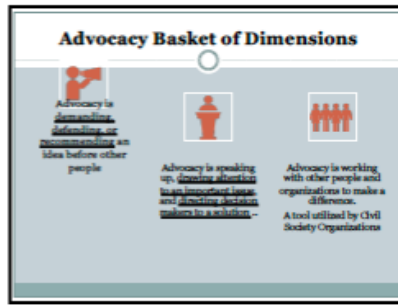 Advocacy Basket of Dimensions
Advocacy is
demanding,
defending, or
recommending an
idea before other
people
Advocacy is speaking
up, drawing attention
to an important issue
and directing decision
makers to a solution ..
Advocacy is working
with other people and
organizations to make a
difference.
A tool utilized by Civil
Society Organizations